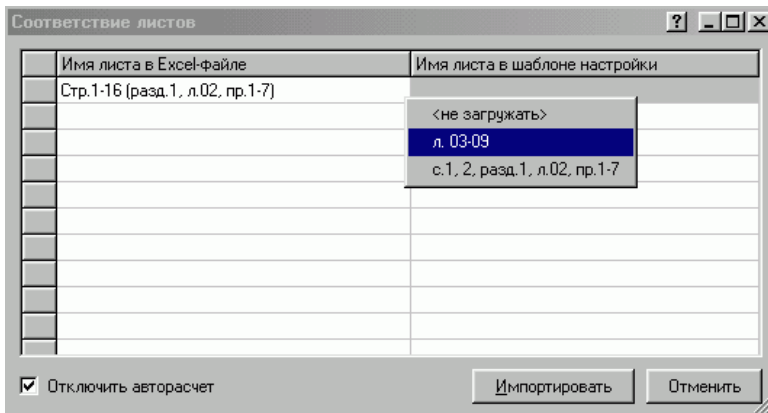 Соответствие листов
Имя листа в Excel-файле Имя листа в шаблоне настройки
Стр.1-16 (разд.1, л.02, пр.1-7)
<не загружать>
л. 03-09
с.1, 2, разд.1, л.02, пр.1-7
Отключить авторасчет Импортировать Отменить